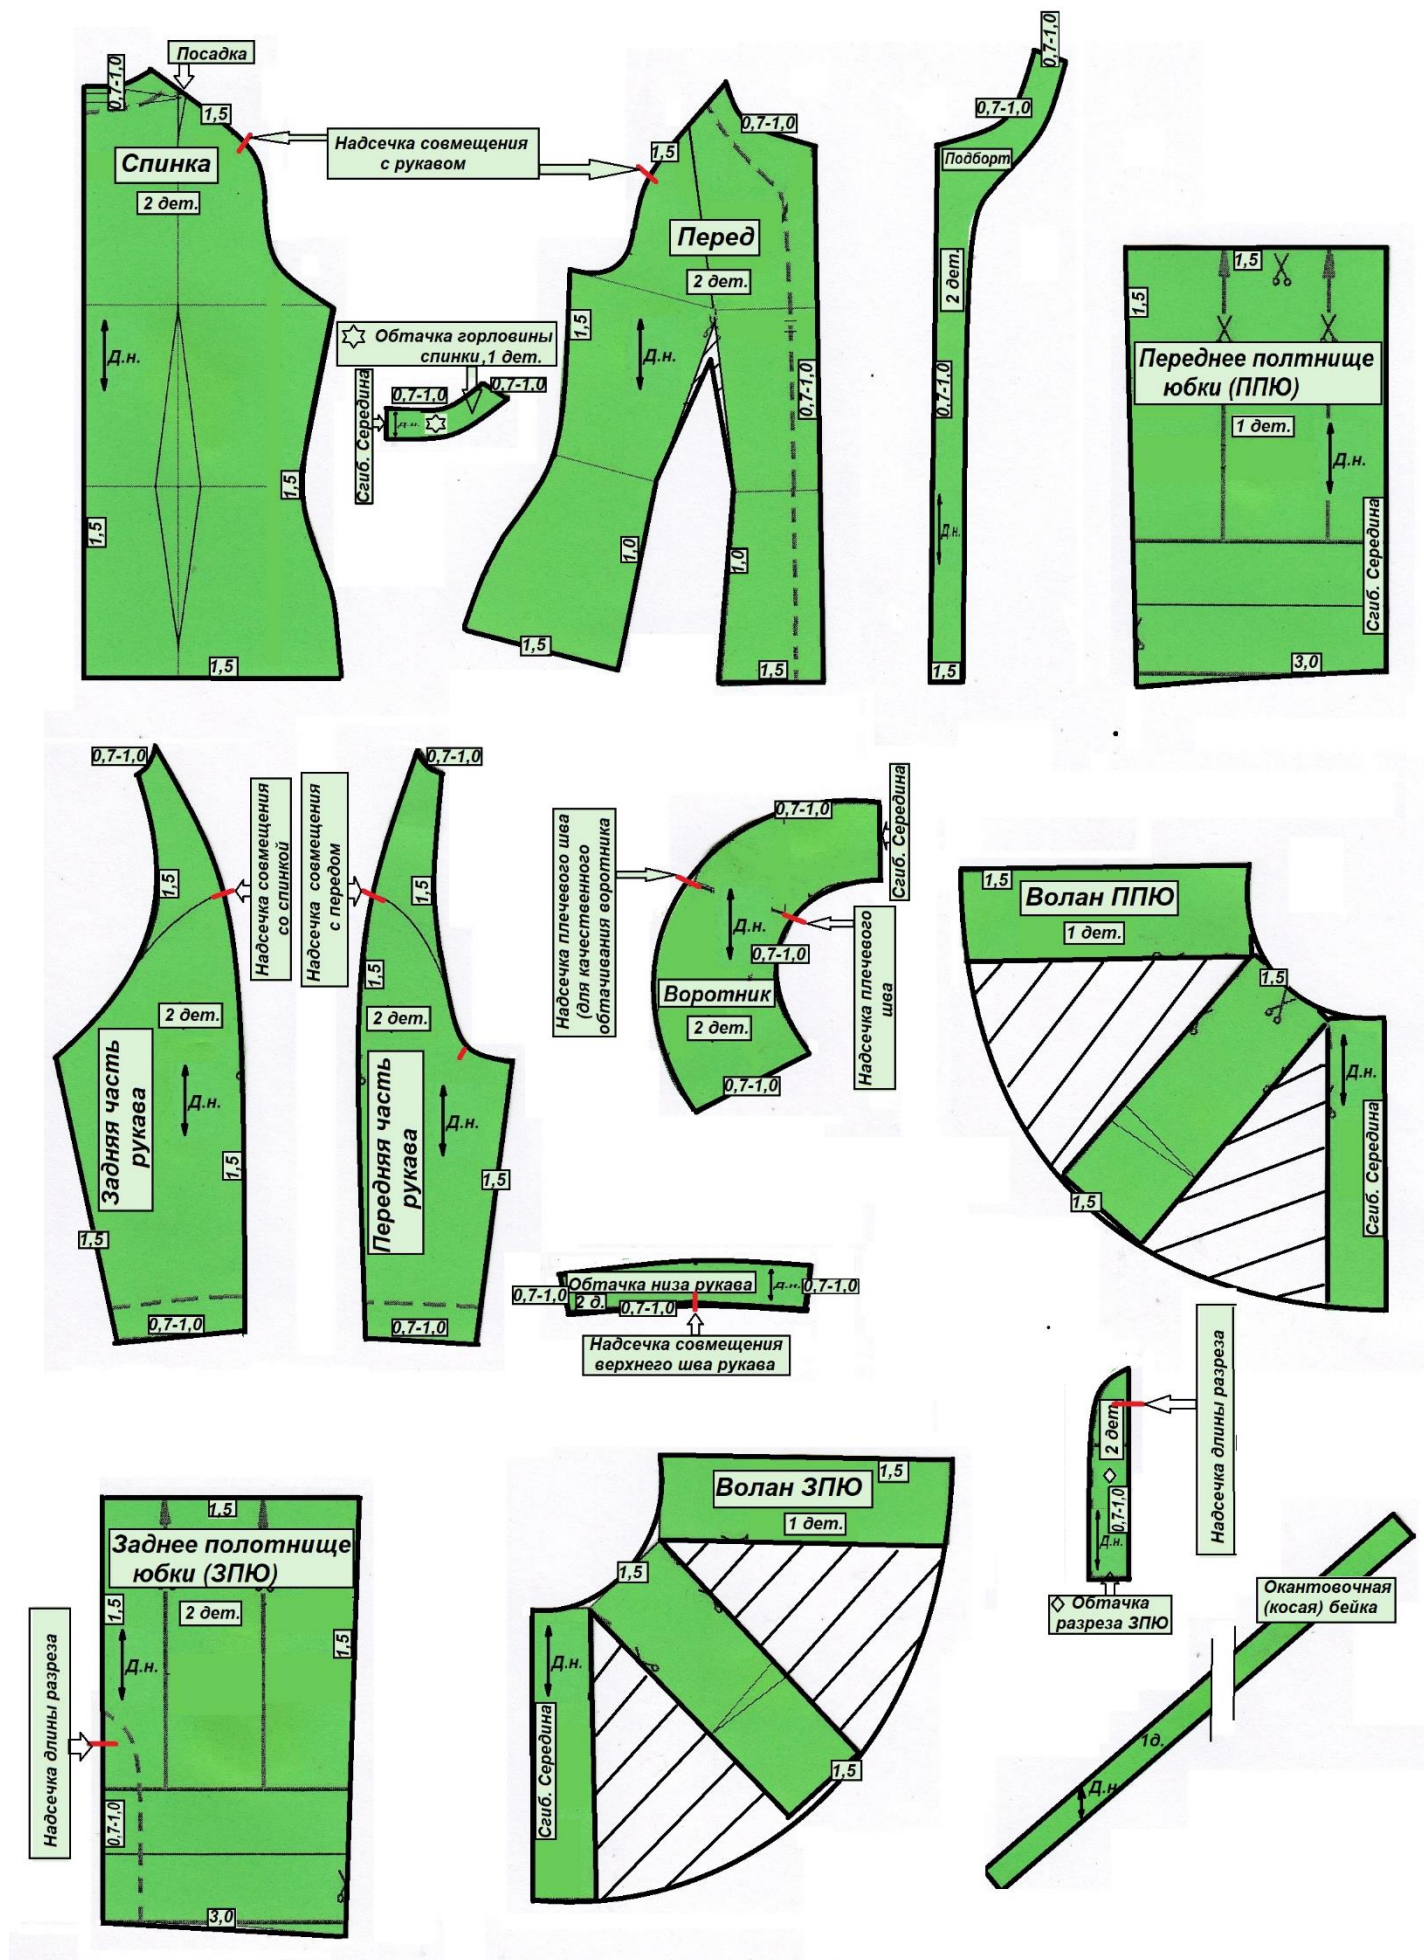 Посадка
0,7-1,0
1,5
Спинка
2 дет.
Надсечка совмещения
с рукавом
Д.н.
1,5
1,5
1,5
Обтачка горловины
спинки,1 дет.
0,7-1,0
0,7-1,0
Д.н.
Сгиб. Середина
0,7-1,0
1,5
Перед
2 дет.
1,5
Д.н.
0,7-1,0
1,0
1,0
1,5
1,5
0,7-1,0
0,7-1,0
Подборт
2 дет.
0,7-1,0
Д.н.
1,5
1,5
1,5
Переднее полтнище
юбки (ППЮ)
1 дет.
Д.н.
Сгиб. Середина
3,0
0,7-1,0
1,5
Надсечка совмещения
со спинкой
2 дет.
Задняя часть
рукава
Д.н.
1,5
1,5
0,7-1,0
0,7-1,0
Надсечка совмещения
с передом
1,5
1,5
2 дет.
Передняя часть
рукава
Д.н.
1,5
0,7-1,0
Надсечка плечевого шва
(для качественного
обтачивания воротника
0,7-1,0
Сгиб. Середина
Д.н.
0,7-1,0
Воротник
2 дет.
0,7-1,0
Надсечка плечевого
шва
1,5
Волан ППЮ
1 дет.
1,5
Д.н.
Сгиб. Середина
1,5
Обтачка низа рукава
Д.н.
0,7-1,0
0,7-1,0
2 д.
0,7-1,0
Надсечка совмещения
верхнего шва рукава
2 дет
0,7-1,0
Д.н.
Надсечка длины разреза
Обтачка
разреза ЗПЮ
1,5
Заднее полотнище
юбки (ЗПЮ)
2 дет.
1,5
1,5
Д.н.
Надсечка длины разреза
0,7-1,0
3,0
1,5
Волан ЗПЮ
1 дет.
1,5
Д.н.
Сгиб. Середина
1,5
Окантовочная
(косая) бейка
1д.
Д.н.